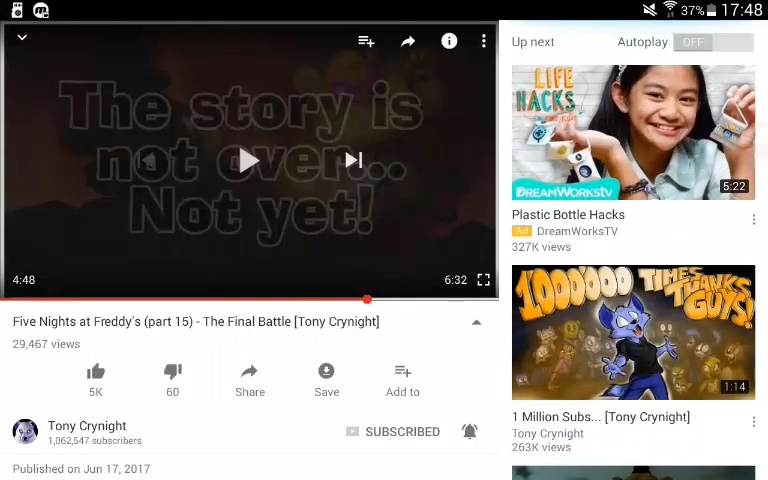 37% 17:48
The story is
not over...
Not yet!
4:48
6:32
Five Nights at Freddy's (part 15) - The Final Battle [Tony Crynight]
29,467 views
5K
60
Share
Save
Add to
Tony Crynight
1,062,547 subscribers
SUBSCRIBED
Published on Jun 17, 2017
Up next
Autoplay OFF
LIFE
HACKS
DREAMWORKSTV
5:22
Plastic Bottle Hacks
Ad DreamWorksTV
327K views
1000000 TIMES
THANKS
GUYS!
1:14
1 Million Subs... [Tony Crynight]
Tony Crynight
263K views